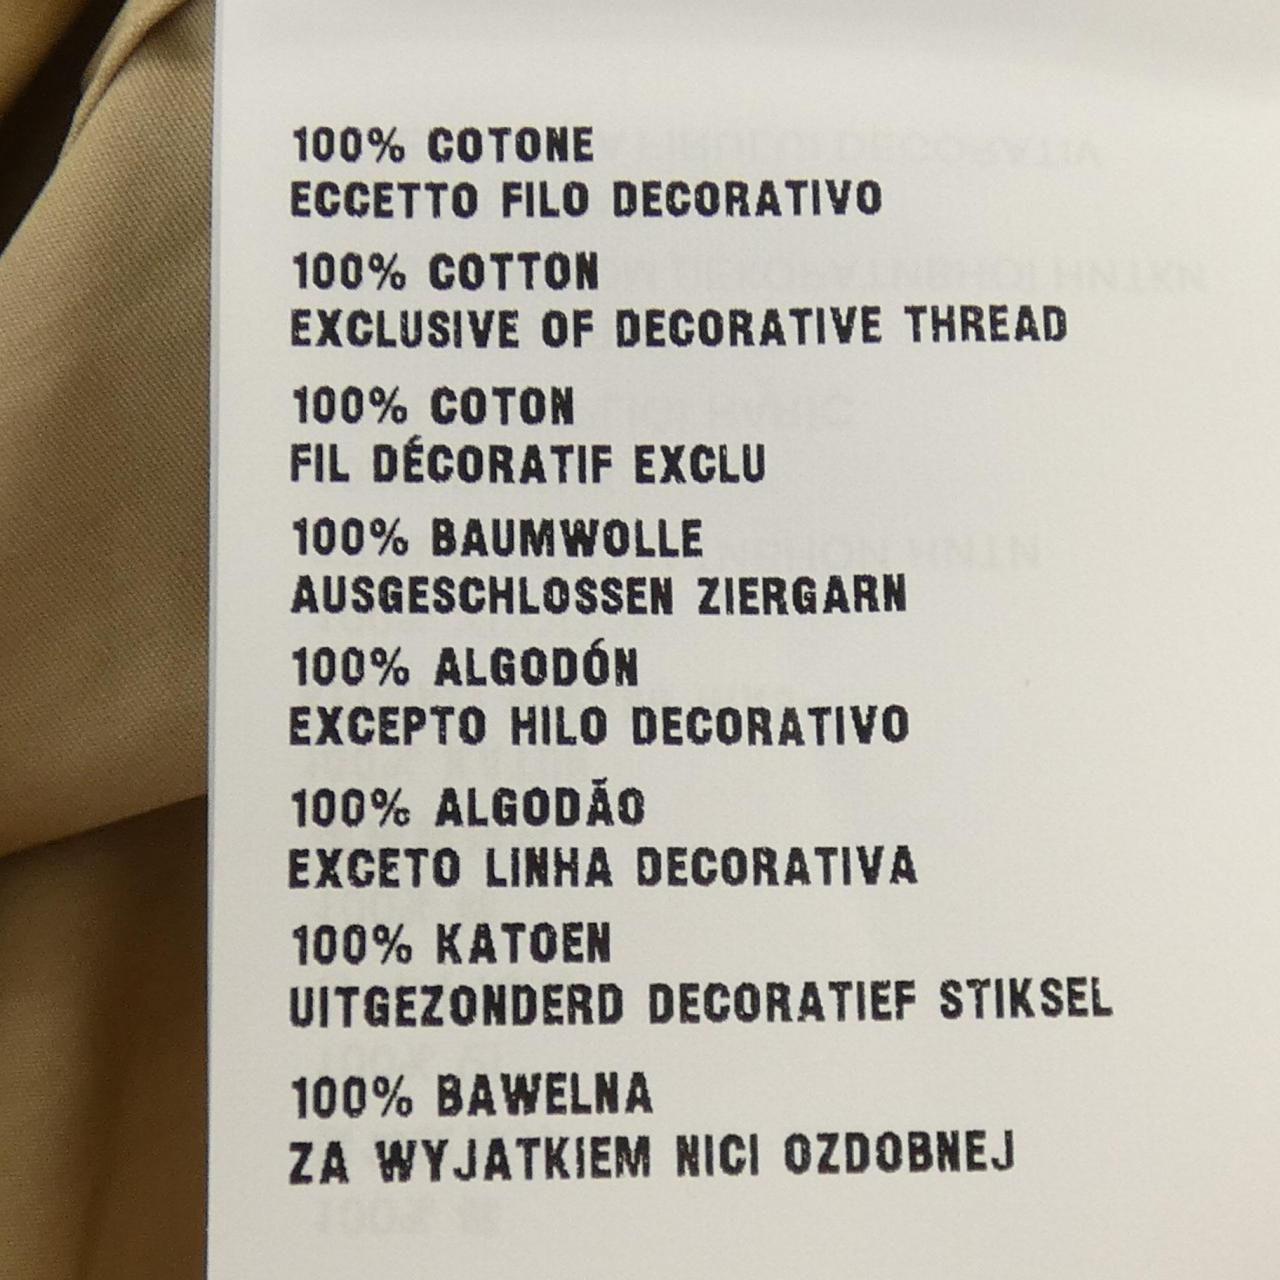 100% COTONE
ECCETTO FILO DECORATIVO
100% COTTON
EXCLUSIVE OF DECORATIVE THREAD
100% COTON
FIL DÉCORATIF EXCLU
100% BAUMWOLLE
AUSGESCHLOSSEN ZIERGARN
100% ALGODÓN
EXCEPTO HILO DECORATIVO
100% ALGODÃO
EXCETO LINHA DECORATIVA
100% KATOEN
UITGEZONDERD DECORATIEF STIKSEL
100% BAWELNA
ZA WYJATKIEM NICI OZDOBNEJ